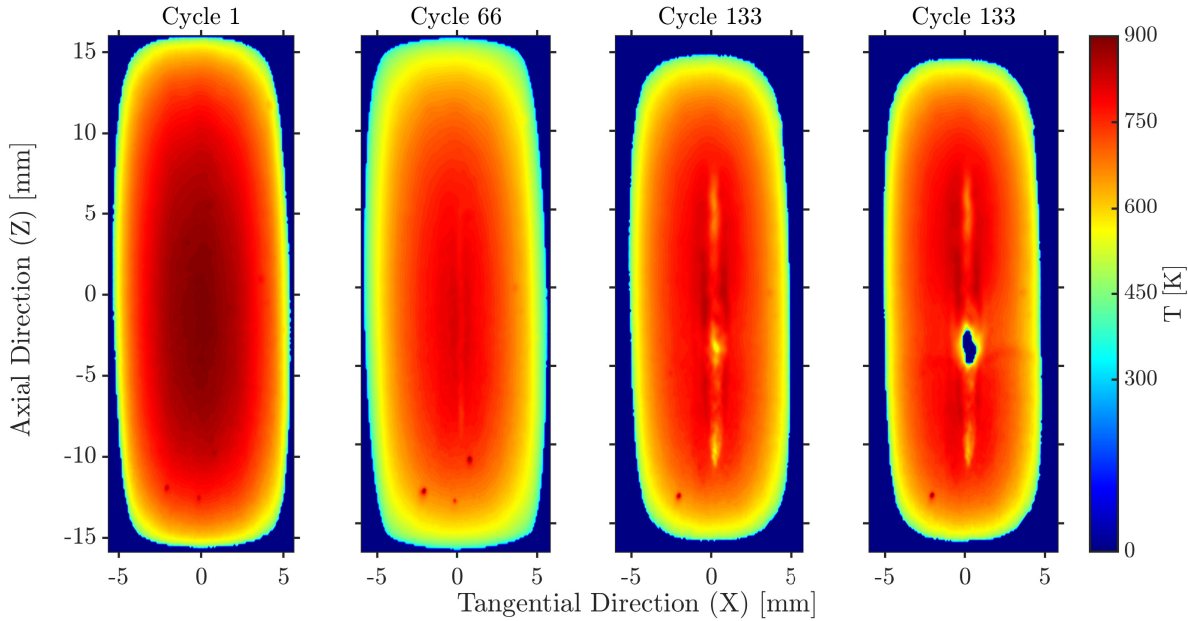 Cycle 1
Cycle 66
Cycle 133
Cycle 133
15
10
5
0
-5
-10
-15
Axial Direction (Z) [mm]
-5 0 5
-5 0 5
-5 0 5
-5 0 5
Tangential Direction (X) [mm]
900
750
600
450
300
0
T [K]